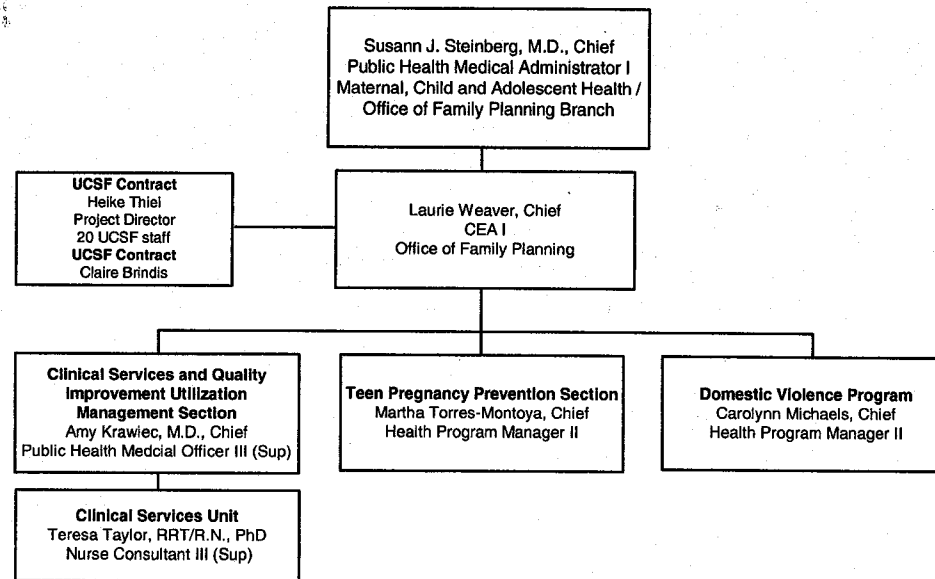 Susann J. Steinberg, M.D., Chief
Public Health Medical Administrator I
Maternal, Child and Adolescent Health /
Office of Family Planning Branch
UCSF Contract
Heike Thiel
Project Director
20 UCSF staff
UCSF Contract
Claire Brindis
Laurie Weaver, Chief
CEA I
Office of Family Planning
Clinical Services and Quality
Improvement Utilization
Management Section
Amy Krawiec, M.D., Chief
Public Health Medcial Officer III (Sup)
Teen Pregnancy Prevention Section
Martha Torres-Montoya, Chief
Health Program Manager II
Domestic Violence Program
Carolynn Michaels, Chief
Health Program Manager II
Clinical Services Unit
Teresa Taylor, RRT/R.N., PhD
Nurse Consultant III (Sup)